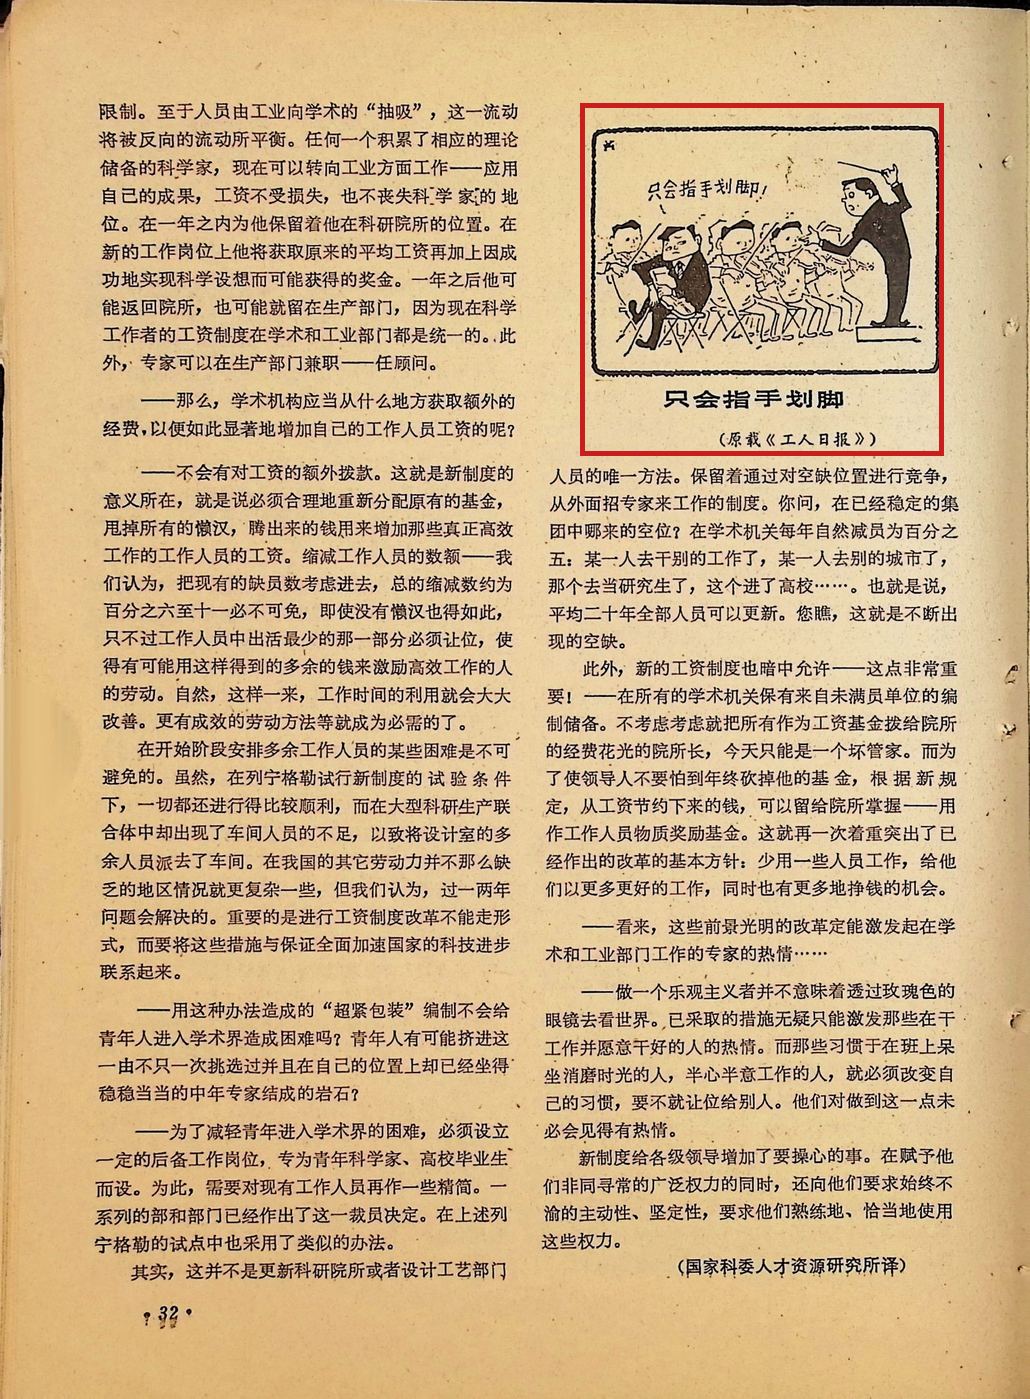 限制。至于人员由工业向学术的“抽吸”，这一流动
将被反向的流动所平衡。任何一个积累了相应的理论
储备的科学家，现在可以转向工业方面工作——应用
自己的成果，工资不受损失，也不丧失科学家的地
位。在一年之内为他保留着他在科研院所的位置。在
新的工作岗位上他将获取原来的平均工资再加上因成
功地实现科学设想而可能获得的奖金。一年之后他可
能返回院所，也可能就留在生产部门，因为现在科学
工作者的工资制度在学术和工业部门都是统一的。此
外，专家可以在生产部门兼职——任顾问。
——那么，学术机构应当从什么地方获取额外的
经费，以便如此显著地增加自己的工作人员工资的呢？
——不会有对工资的额外拨款。这就是新制度的
意义所在，就是说必须合理地重新分配原有的基金，
甩掉所有的懒汉，腾出来的钱用来增加那些真正高效
工作的工作人员的工资。缩减工作人员的数额——我
们认为，把现有的缺员数考虑进去，总的缩减数约为
百分之六至十一必不可免，即使没有懒汉也得如此，
只不过工作人员中出活最少的那一部分必须让位，使
得有可能用这样得到的多余的钱来激励高效工作的人
的劳动。自然，这样一来，工作时间的利用就会大大
改善。更有成效的劳动方法等就成为必需的了。
在开始阶段安排多余工作人员的某些困难是不可
避免的。虽然，在列宁格勒试行新制度的试验条件
下，一切都还进行得比较顺利，而在大型科研生产联
合体中却出现了车间人员的不足，以致将设计室的多
余人员派去了车间。在我国的其它劳动力并不那么缺
乏的地区情况就更复杂一些，但我们认为，过一两年
问题会解决的。重要的是进行工资制度改革不能走形
式，而要将这些措施与保证全面加速国家的科技进步
联系起来。
——用这种办法造成的“超紧包装”编制不会给
青年人进入学术界造成困难吗？青年人有可能挤进这
一由不只一次挑选过并且在自己的位置上却已经坐得
稳稳当当的中年专家结成的岩石？
——为了减轻青年进入学术界的困难，必须设立
一定的后备工作岗位，专为青年科学家、高校毕业生
而设。为此，需要对现有工作人员再作一些精简。一
系列的部和部门已经作出了这一裁员决定。在上述列
宁格勒的试点中也采用了类似的办法。
其实，这并不是更新科研院所或者设计工艺部门
·32·
只会指手划脚！
只会指手划脚
（原载《工人日报》）
人员的唯一方法。保留着通过对空缺位置进行竞争，
从外面招专家来工作的制度。你问，在已经稳定的集
团中哪来的空位？在学术机关每年自然减员为百分之
五：某一人去干别的工作了，某一人去别的城市了，
那个去当研究生了，这个进了高校……。也就是说，
平均二十年全部人员可以更新。您瞧，这就是不断出
现的空缺。
此外，新的工资制度也暗中允许——这点非常重
要！——在所有的学术机关保有来自未满员单位的编
制储备。不考虑考虑就把所有作为工资基金拨给院所
的经费花光的院所长，今天只能是一个坏管家。而为
了使领导人不要怕到年终砍掉他的基金，根据新规
定，从工资节约下来的钱，可以留给院所掌握——用
作工作人员物质奖励基金。这就再一次着重突出了已
经作出的改革的基本方针：少用一些人员工作，给他
们以更多更好的工作，同时也有更多地挣钱的机会。
——看来，这些前景光明的改革定能激发起在学
术和工业部门工作的专家的热情……
——做一个乐观主义者并不意味着透过玫瑰色的
眼镜去看世界。已采取的措施无疑只能激发那些在干
工作并愿意干好的人的热情。而那些习惯于在班上呆
坐消磨时光的人，半心半意工作的人，就必须改变自
己的习惯，要不就让位给别人。他们对做到这一点未
必会见得有热情。
新制度给各级领导增加了要操心的事。在赋予他
们非同寻常的广泛权力的同时，还向他们要求始终不
渝的主动性、坚定性，要求他们熟练地、恰当地使用
这些权力。
（国家科委人才资源研究所译）